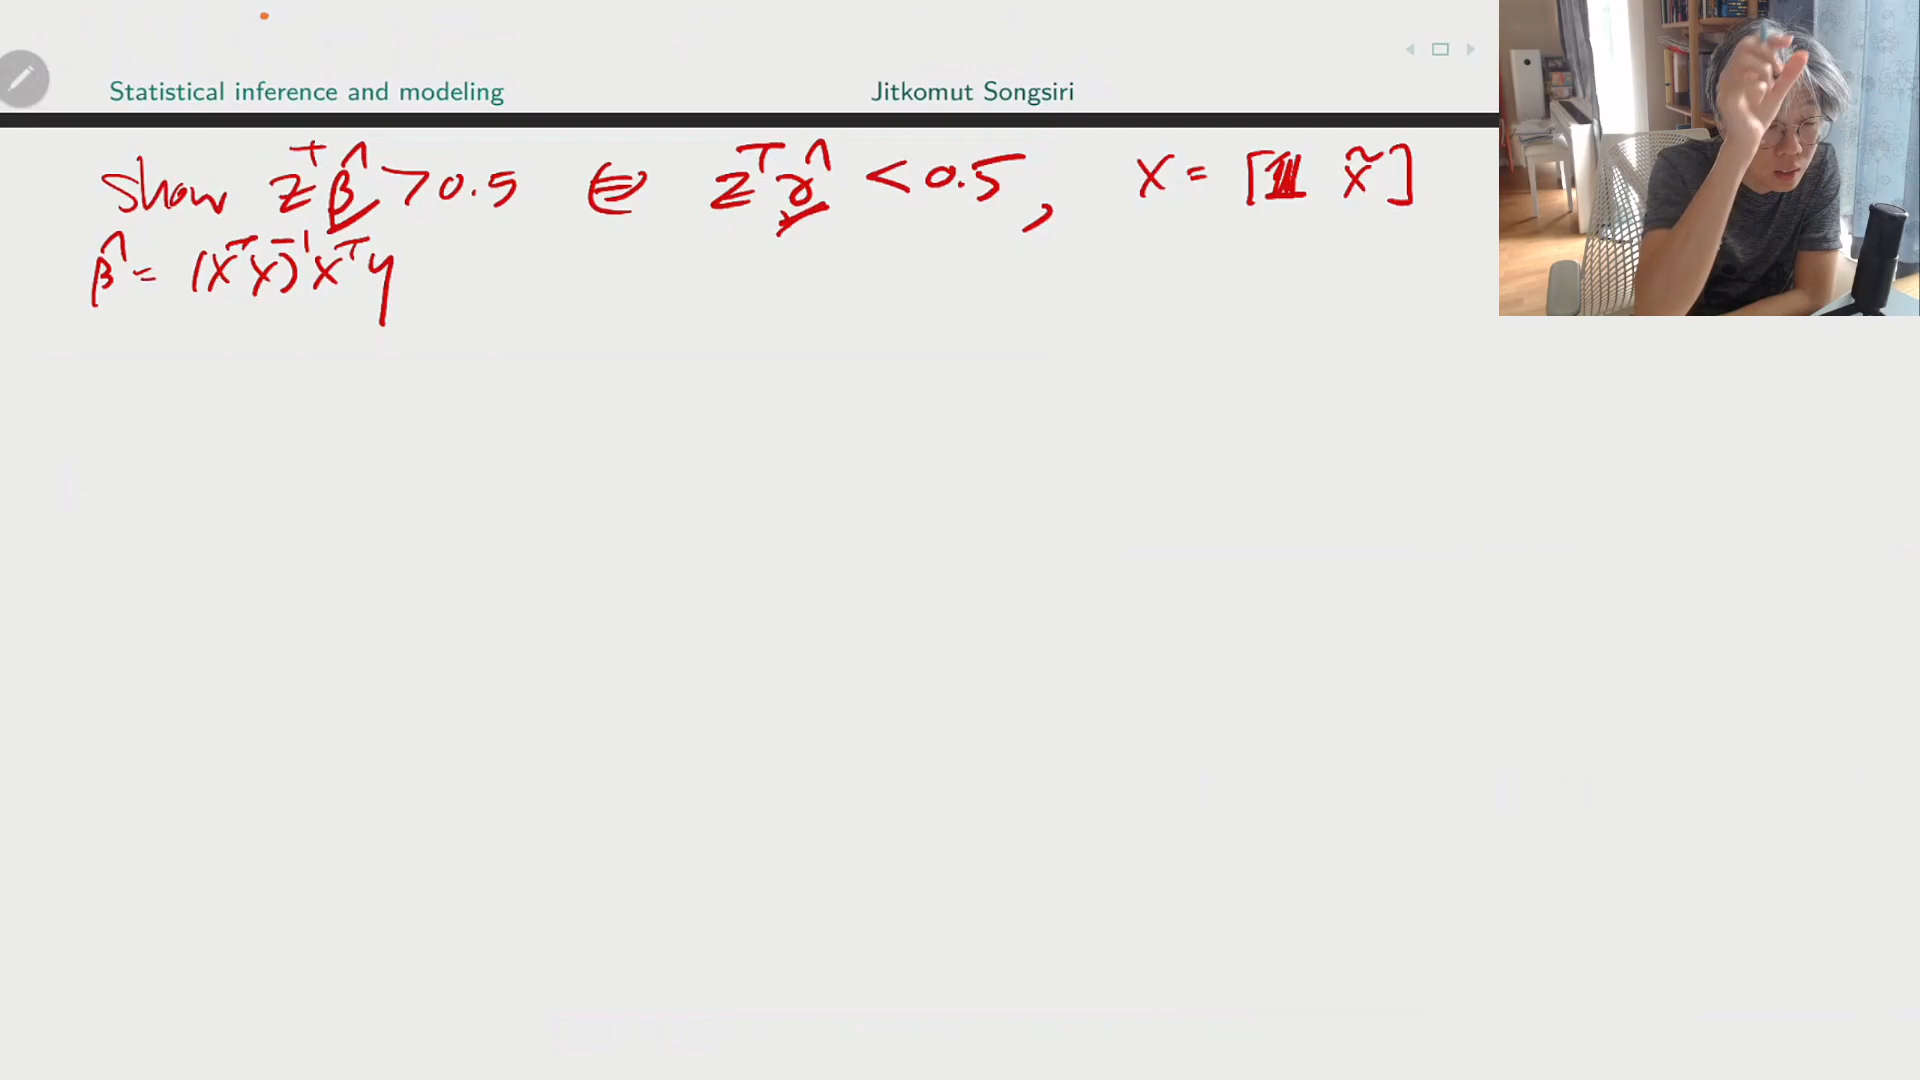 Statistical inference and modeling Jitkomut Songsiri
Show zᵀβ̂ > 0.5 ⇔ zᵀγ̂ < 0.5, X = [𝟙 X̃]
β̂ = (XᵀX)⁻¹Xᵀy